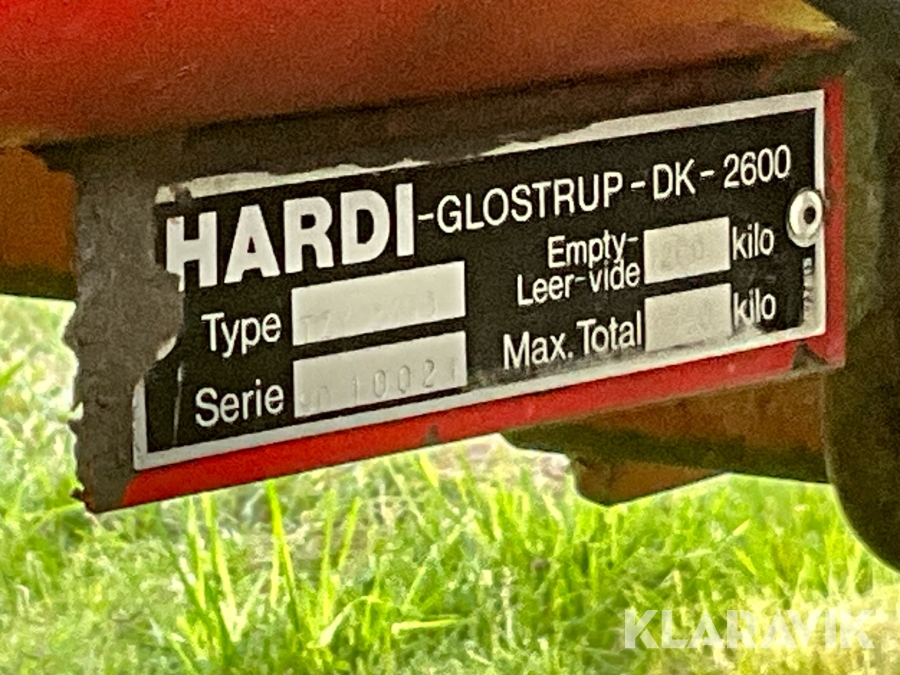 HARDI-GLOSTRUP-DK-2600
Empty-
Leer-vide kilo
Type
Max. Total kilo
Serie
KLARAVIK